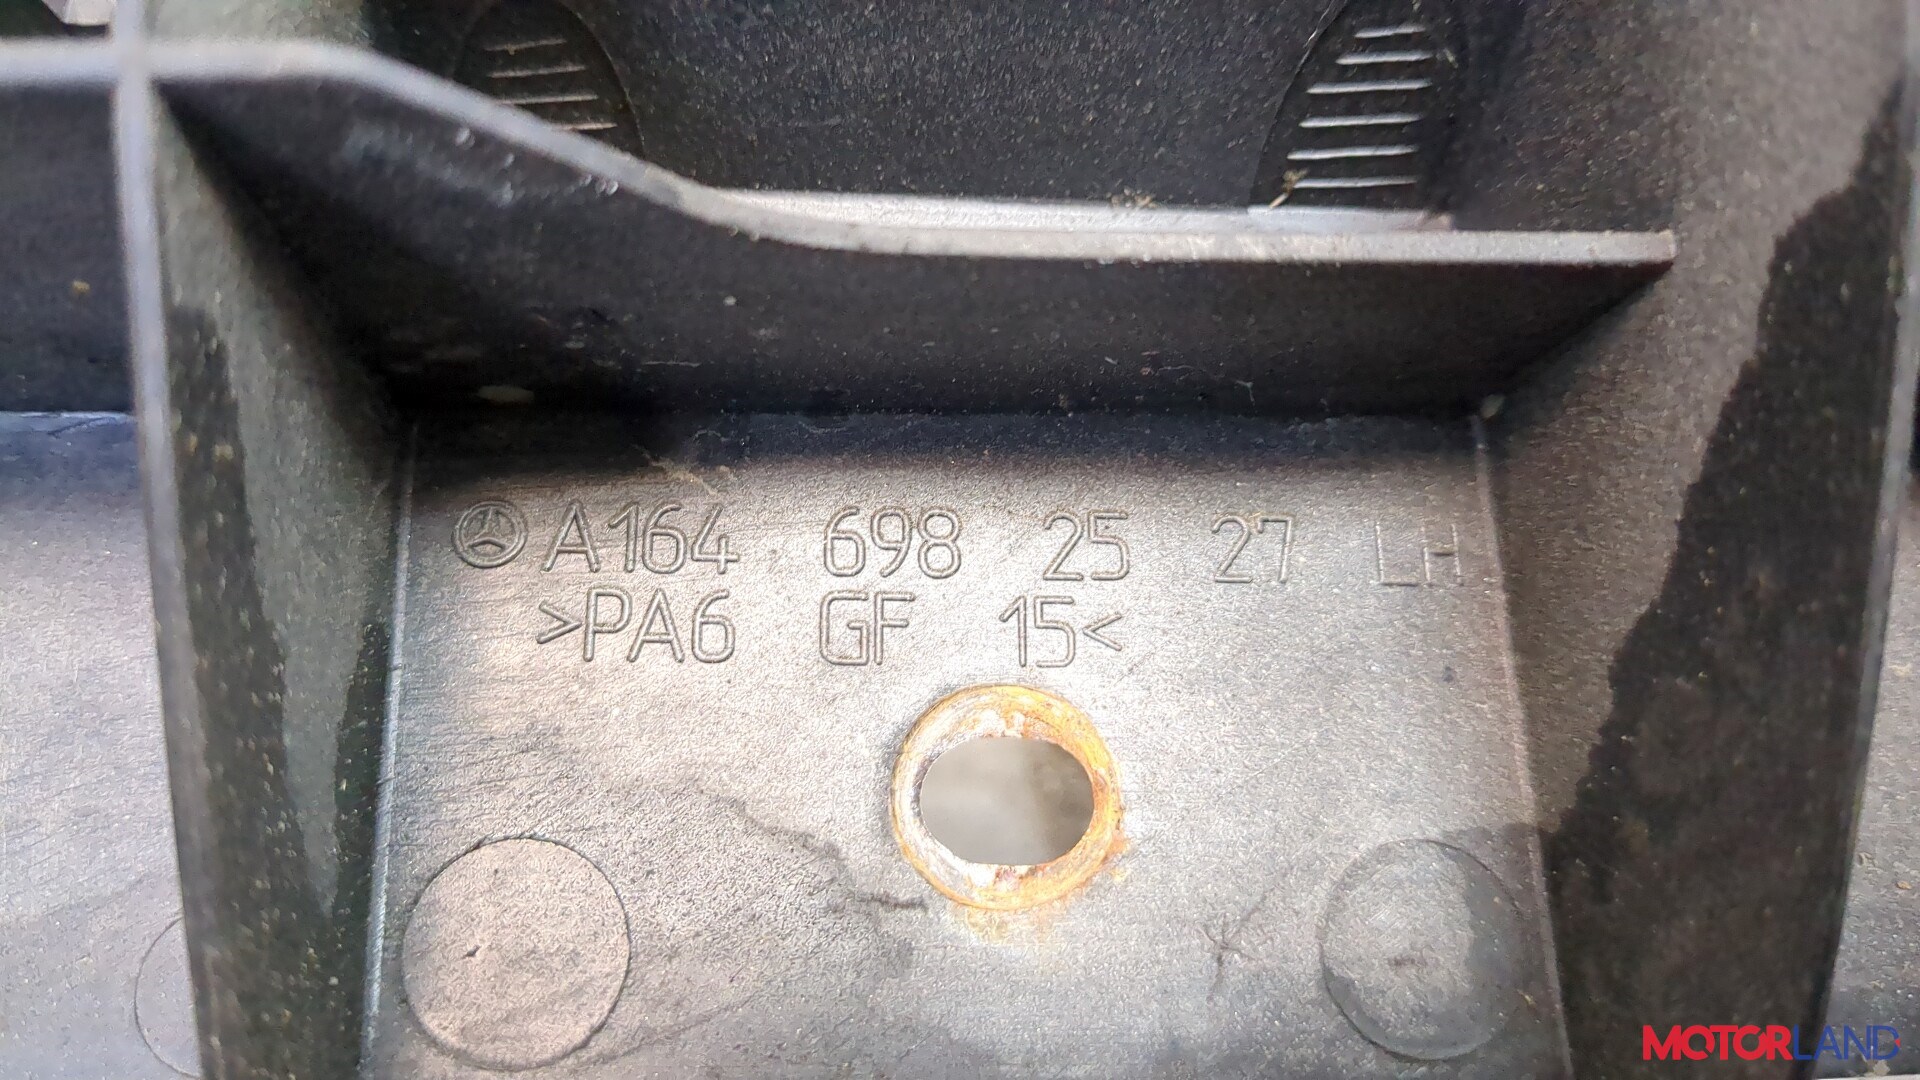 A164 698 25 27 LH
>PA6 GF 15<
MOTORLAND